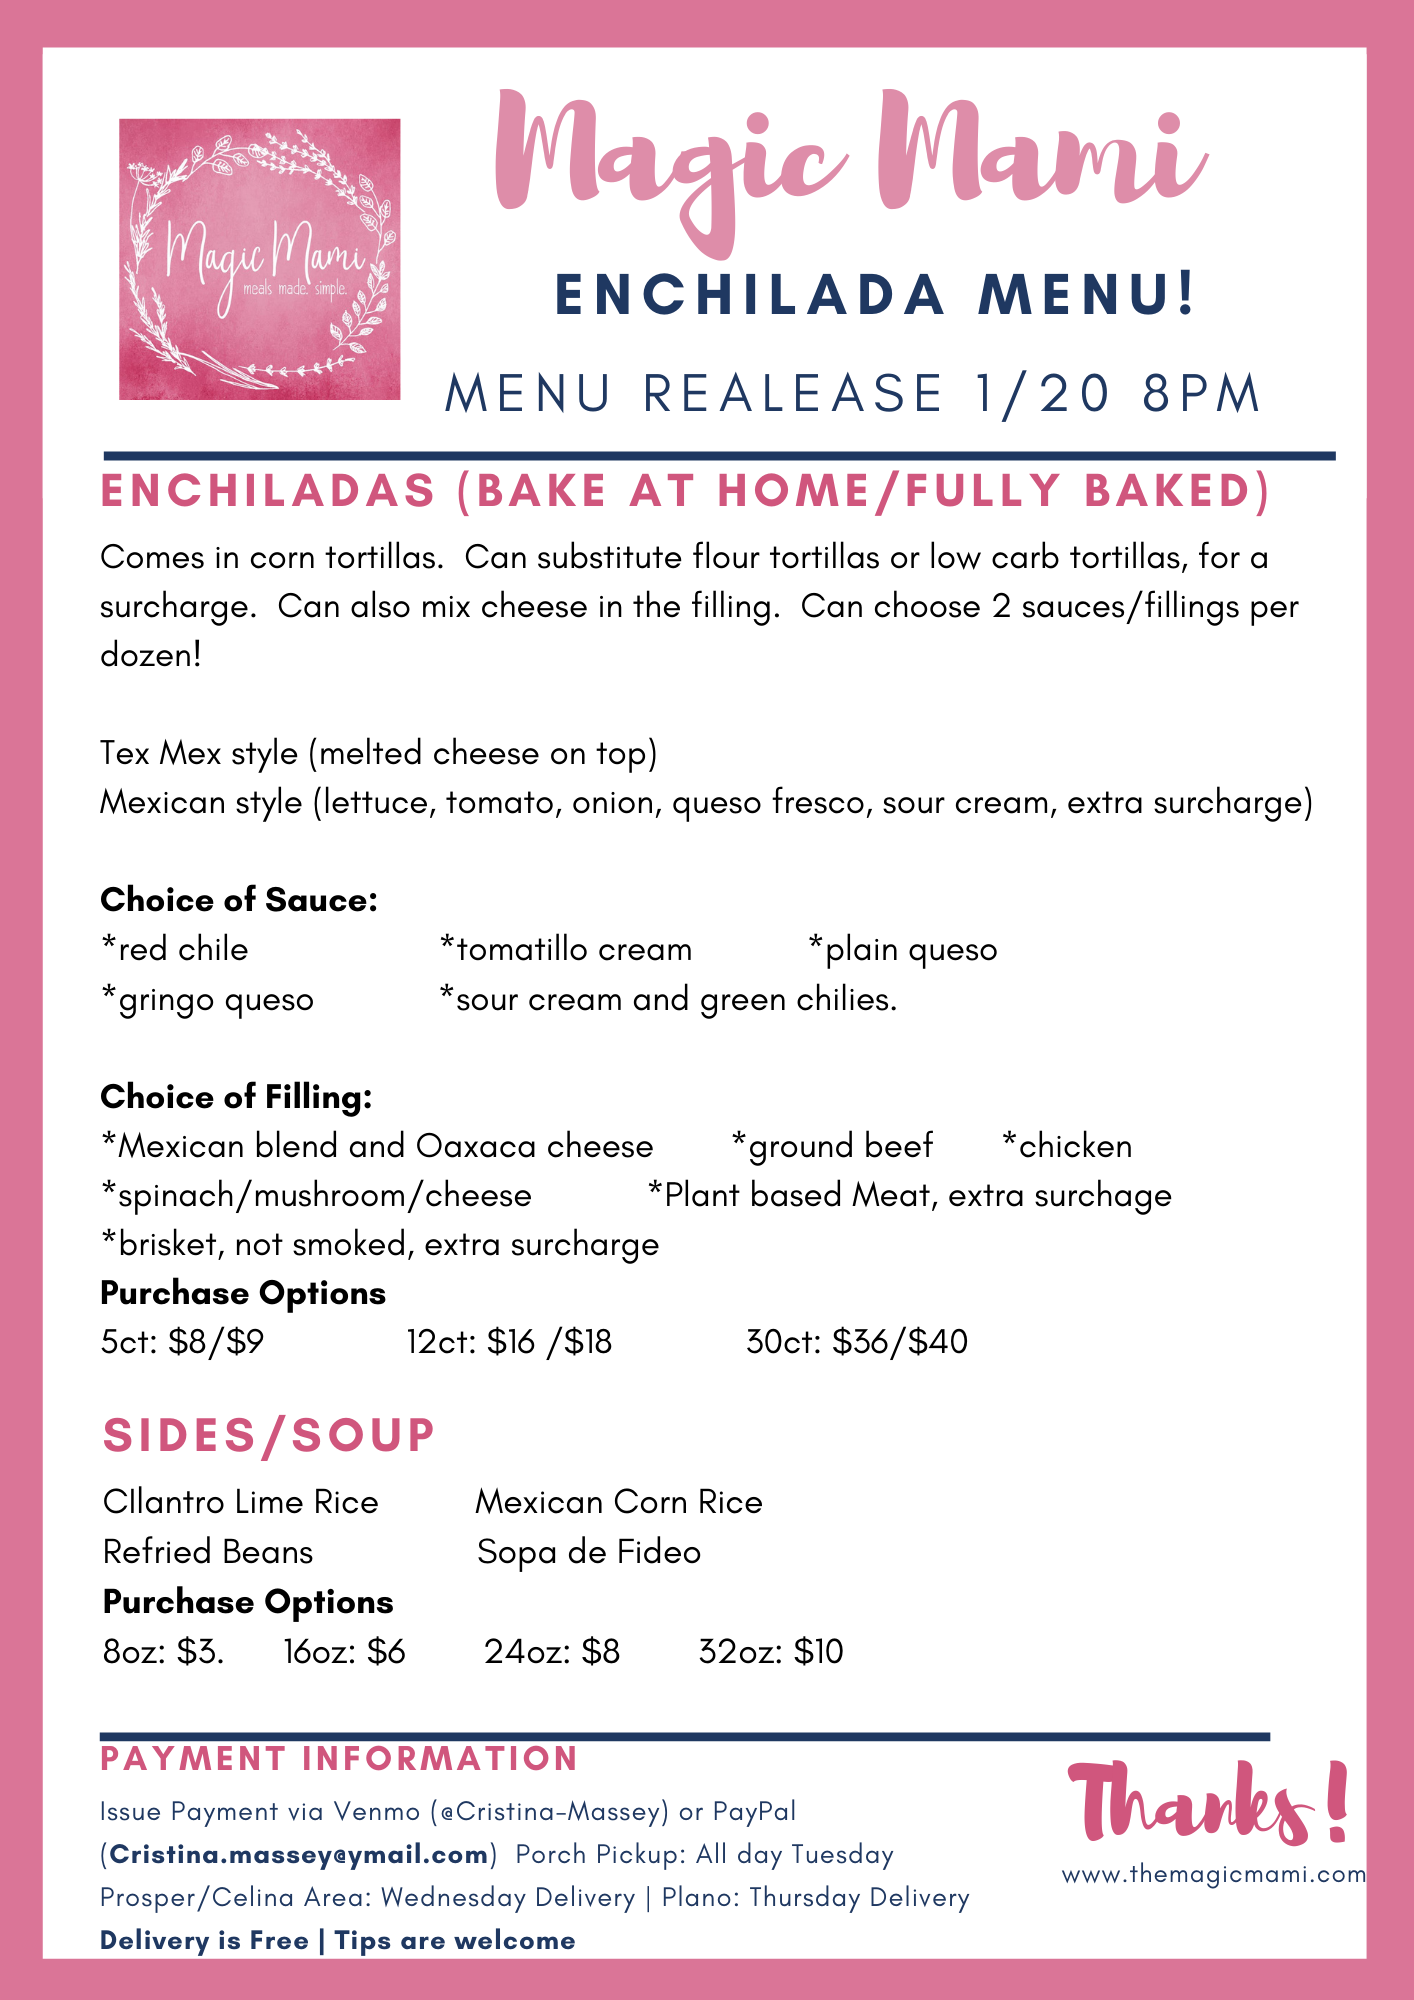 Magic Mami
meals made. simple.
Magic Mami
ENCHILADA MENU!
MENU REALEASE 1/20 8PM
ENCHILADAS (BAKE AT HOME/FULLY BAKED)
Comes in corn tortillas.  Can substitute flour tortillas or low carb tortillas, for a
surcharge.  Can also mix cheese in the filling.  Can choose 2 sauces/fillings per
dozen!
Tex Mex style (melted cheese on top)
Mexican style (lettuce, tomato, onion, queso fresco, sour cream, extra surcharge)
Choice of Sauce:
*red chile *tomatillo cream *plain queso
*gringo queso *sour cream and green chilies.
Choice of Filling:
*Mexican blend and Oaxaca cheese *ground beef *chicken
*spinach/mushroom/cheese *Plant based Meat, extra surchage
*brisket, not smoked, extra surcharge
Purchase Options
5ct: $8/$9 12ct: $16 /$18 30ct: $36/$40
SIDES/SOUP
CIlantro Lime Rice Mexican Corn Rice
Refried Beans Sopa de Fideo
Purchase Options
8oz: $3. 16oz: $6 24oz: $8 32oz: $10
PAYMENT INFORMATION
Issue Payment via Venmo (@Cristina-Massey) or PayPal
(Cristina.massey@ymail.com)  Porch Pickup: All day Tuesday
Prosper/Celina Area: Wednesday Delivery | Plano: Thursday Delivery
Delivery is Free | Tips are welcome
Thanks!
www.themagicmami.com